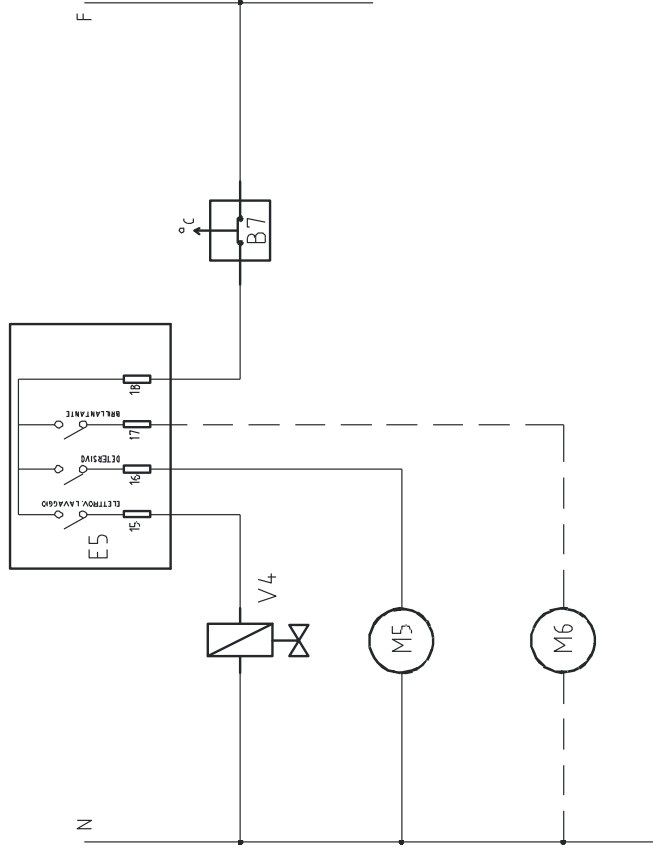 F
°C
B7
18
BRILLANTANTE
17
DETERSIVO
16
ELETTROV.LAVAGGIO
15
E5
V4
M5
M6
N